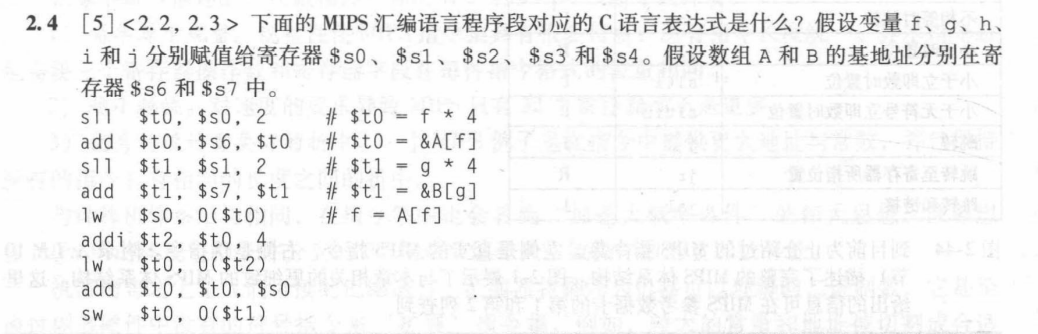 2.4 [5]<2.2, 2.3> 下面的 MIPS 汇编语言程序段对应的 C 语言表达式是什么？假设变量 f、g、h、
i 和 j 分别赋值给寄存器 $s0、$s1、$s2、$s3 和 $s4。假设数组 A 和 B 的基地址分别在寄
存器 $s6 和 $s7 中。
sll $t0, $s0, 2 # $t0 = f * 4
add $t0, $s6, $t0 # $t0 = &A[f]
sll $t1, $s1, 2 # $t1 = g * 4
add $t1, $s7, $t1 # $t1 = &B[g]
lw $s0, 0($t0) # f = A[f]
addi $t2, $t0, 4
lw $t0, 0($t2)
add $t0, $t0, $s0
sw $t0, 0($t1)